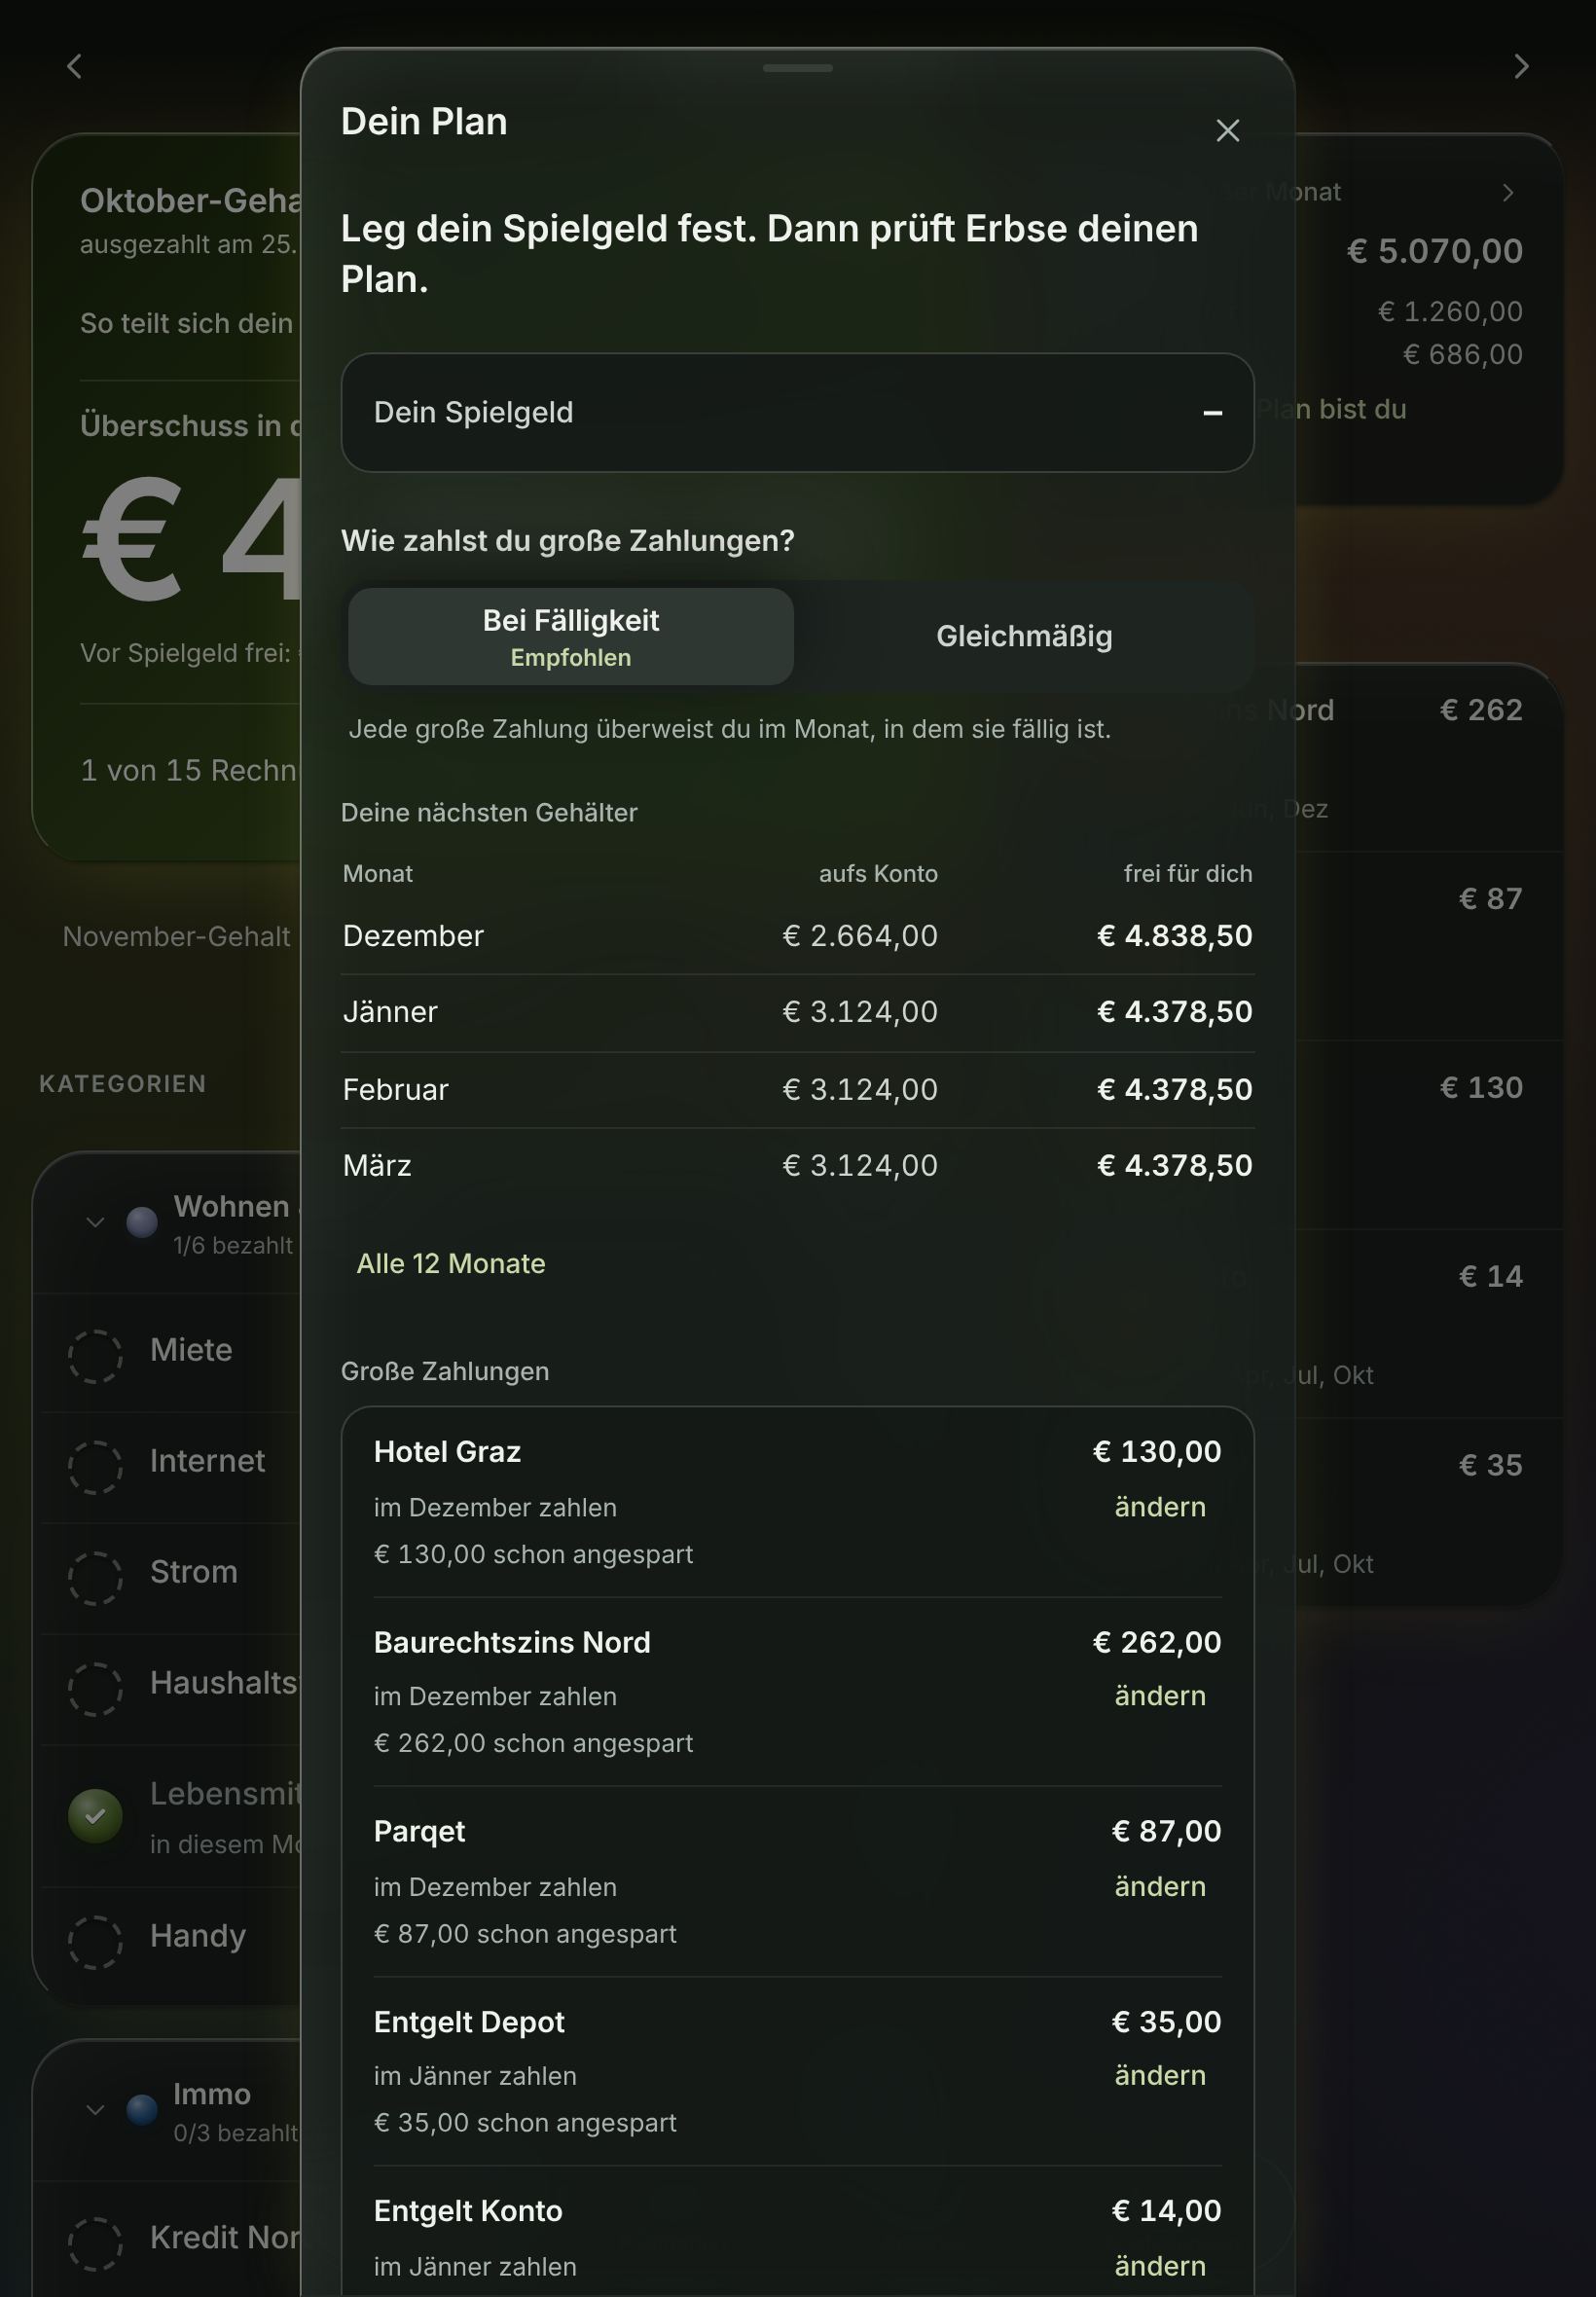 Dein Plan
Leg dein Spielgeld fest. Dann prüft Erbse deinen
Plan.
Dein Spielgeld –
Wie zahlst du große Zahlungen?
Bei Fälligkeit
Empfohlen
Gleichmäßig
Jede große Zahlung überweist du im Monat, in dem sie fällig ist.
Deine nächsten Gehälter
Monat aufs Konto frei für dich
Dezember € 2.664,00 € 4.838,50
Jänner € 3.124,00 € 4.378,50
Februar € 3.124,00 € 4.378,50
März € 3.124,00 € 4.378,50
Alle 12 Monate
Große Zahlungen
Hotel Graz € 130,00
im Dezember zahlen ändern
€ 130,00 schon angespart
Baurechtszins Nord € 262,00
im Dezember zahlen ändern
€ 262,00 schon angespart
Parqet € 87,00
im Dezember zahlen ändern
€ 87,00 schon angespart
Entgelt Depot € 35,00
im Jänner zahlen ändern
€ 35,00 schon angespart
Entgelt Konto € 14,00
im Jänner zahlen ändern
ausgezahlt am 25.
So teilt sich dein
Überschuss in
€ 4
Vor Spielgeld frei:
1 von 15
November-Gehalt
KATEGORIEN
Wohnen
1/6 bezahlt
Miete
Internet
Strom
in diesem
Handy
Immo
0/3 bezahlt
Kredit
Monat
€ 5.070,00
€ 1.260,00
€ 686,00
Plan bist du
Nord € 262
Dez
€ 87
€ 130
€ 14
Jul, Okt
€ 35
Jul, Okt